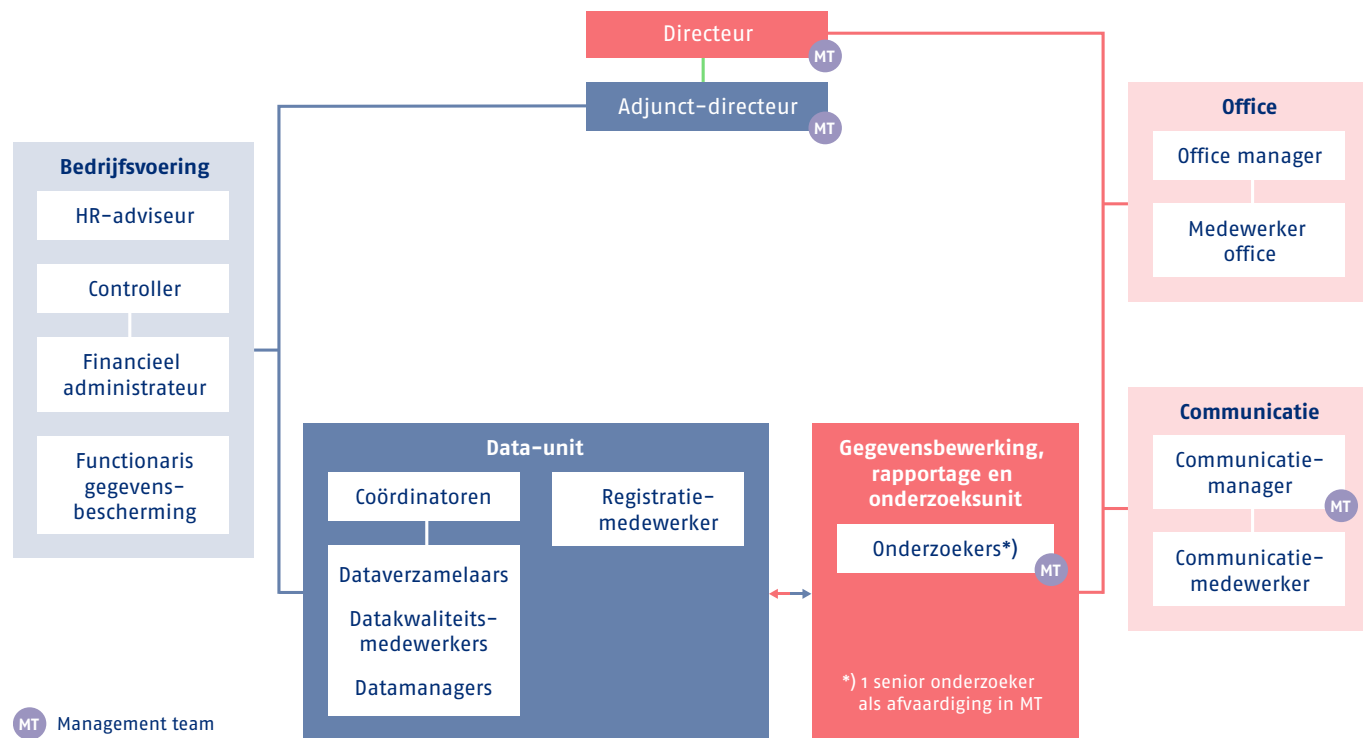 Directeur
MT
Adjunct-directeur
MT
Bedrijfsvoering
HR-adviseur
Controller
Financieel
administrateur
Functionaris
gegevens-
bescherming
Office
Office manager
Medewerker
office
Data-unit
Coördinatoren
Dataverzamelaars
Datakwaliteits-
medewerkers
Datamanagers
Registratie-
medewerker
Gegevensbewerking,
rapportage en
onderzoeksunit
Onderzoekers*)
MT
*) 1 senior onderzoeker
als afvaardiging in MT
Communicatie
Communicatie-
manager
MT
Communicatie-
medewerker
MT Management team